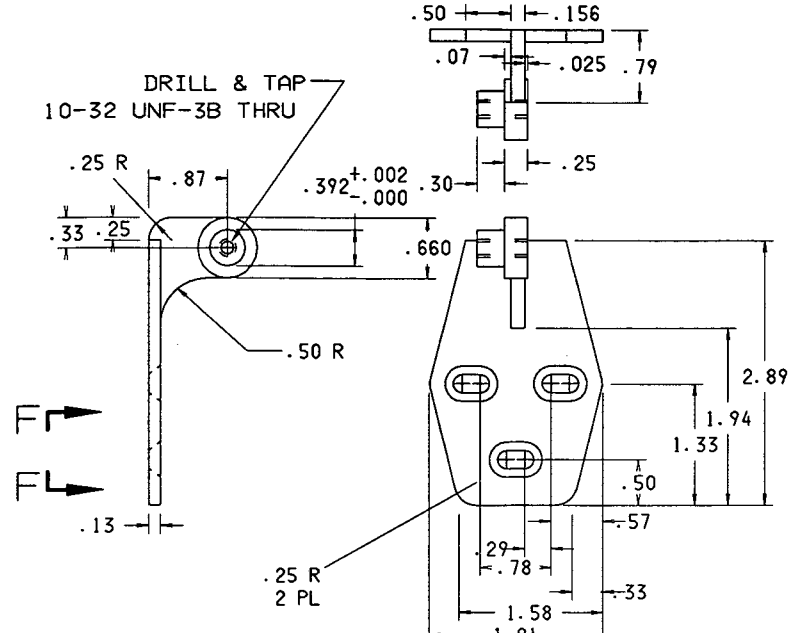 .50
.156
.07
.025
.79
DRILL & TAP
10-32 UNF-3B THRU
.25 R
.87
.392 +.002 -.000
.30
.25
.33
.25
.660
.50 R
2.89
1.94
1.33
F
F
.50
.13
.57
.29
.78
.25 R
2 PL
.33
1.58